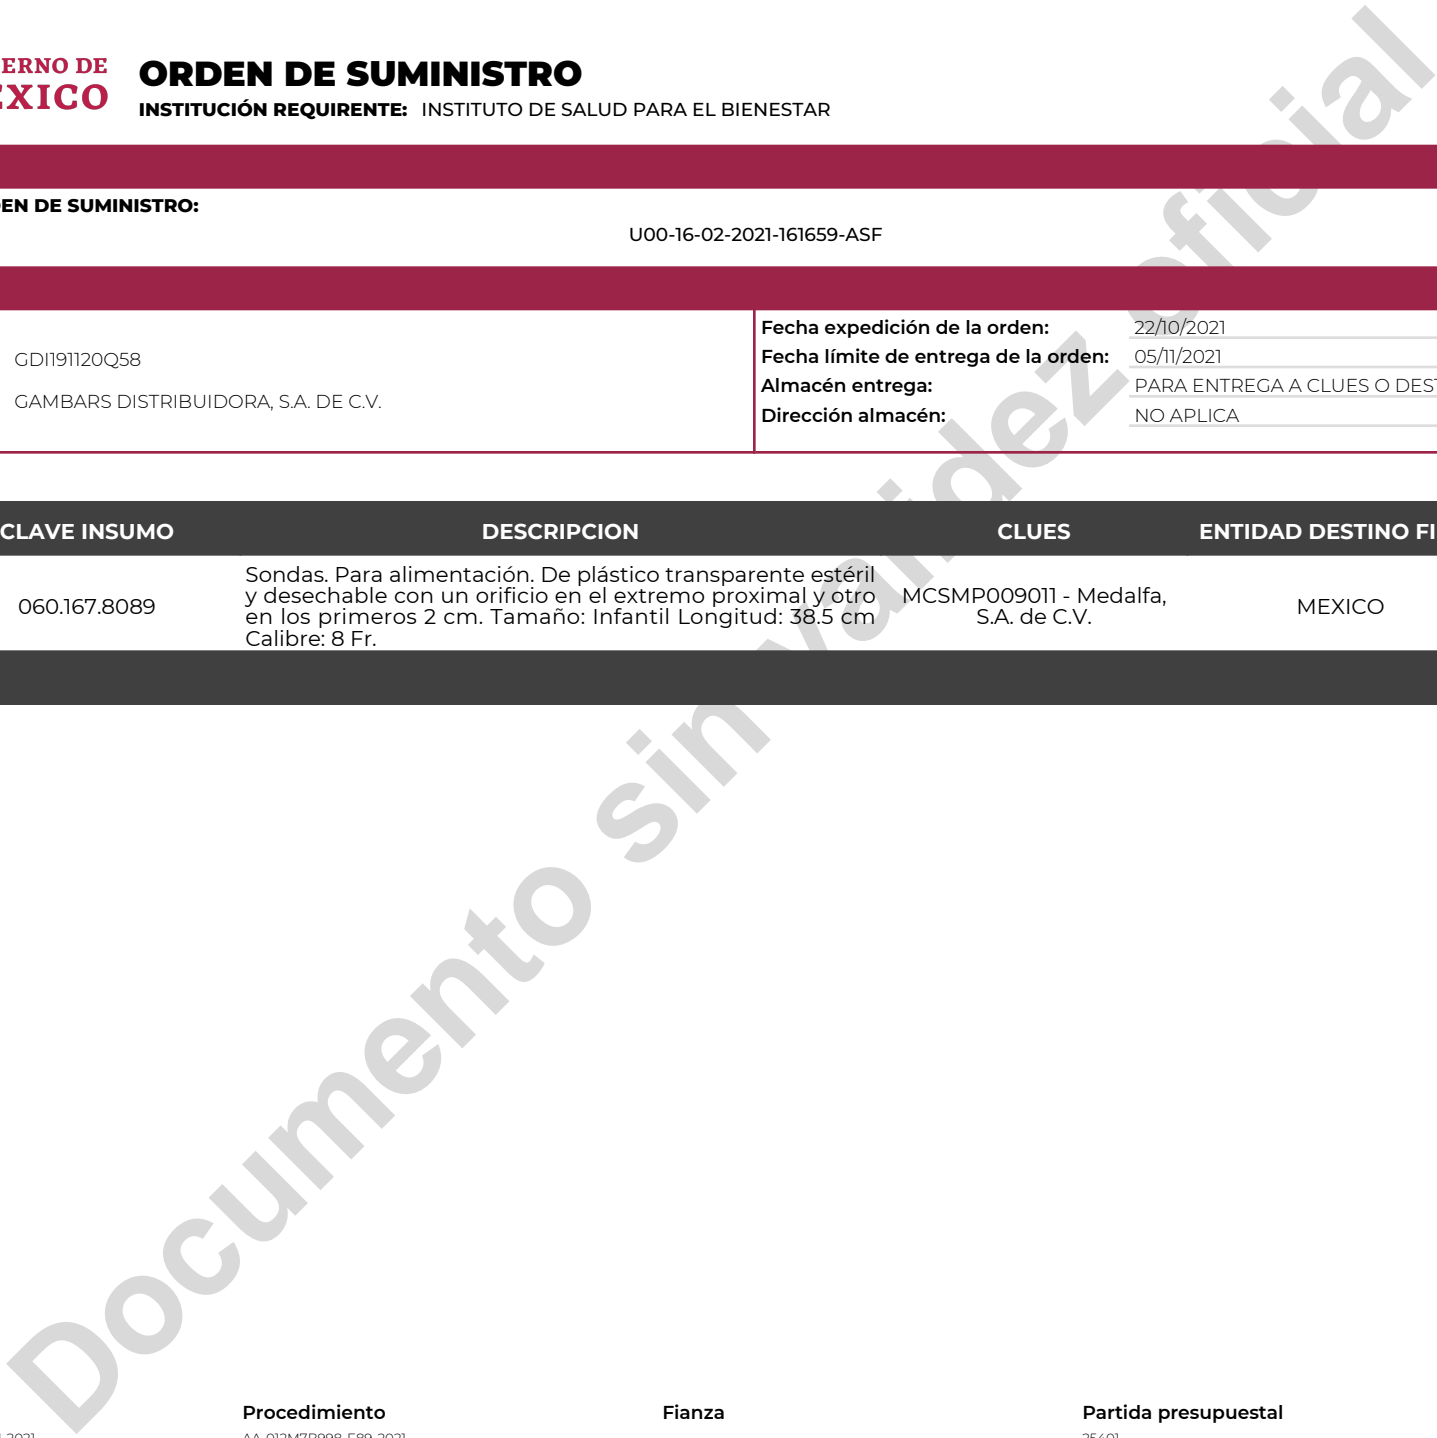 ERNO DE
ORDEN DE SUMINISTRO
EXICO
INSTITUCIÓN REQUIRENTE: INSTITUTO DE SALUD PARA EL BIENESTAR
EN DE SUMINISTRO:
U00-16-02-2021-161659-ASF
GDI191120Q58
GAMBARS DISTRIBUIDORA, S.A. DE C.V.
Fecha expedición de la orden: 22/10/2021
Fecha límite de entrega de la orden: 05/11/2021
Almacén entrega: PARA ENTREGA A CLUES O DEST
Dirección almacén: NO APLICA
CLAVE INSUMO DESCRIPCION CLUES ENTIDAD DESTINO FI
060.167.8089
Sondas. Para alimentación. De plástico transparente estéril
y desechable con un orificio en el extremo proximal y otro
en los primeros 2 cm. Tamaño: Infantil Longitud: 38.5 cm
Calibre: 8 Fr.
MCSMP009011 - Medalfa,
S.A. de C.V.
MEXICO
Documento sin validez oficial
Procedimiento Fianza Partida presupuestal